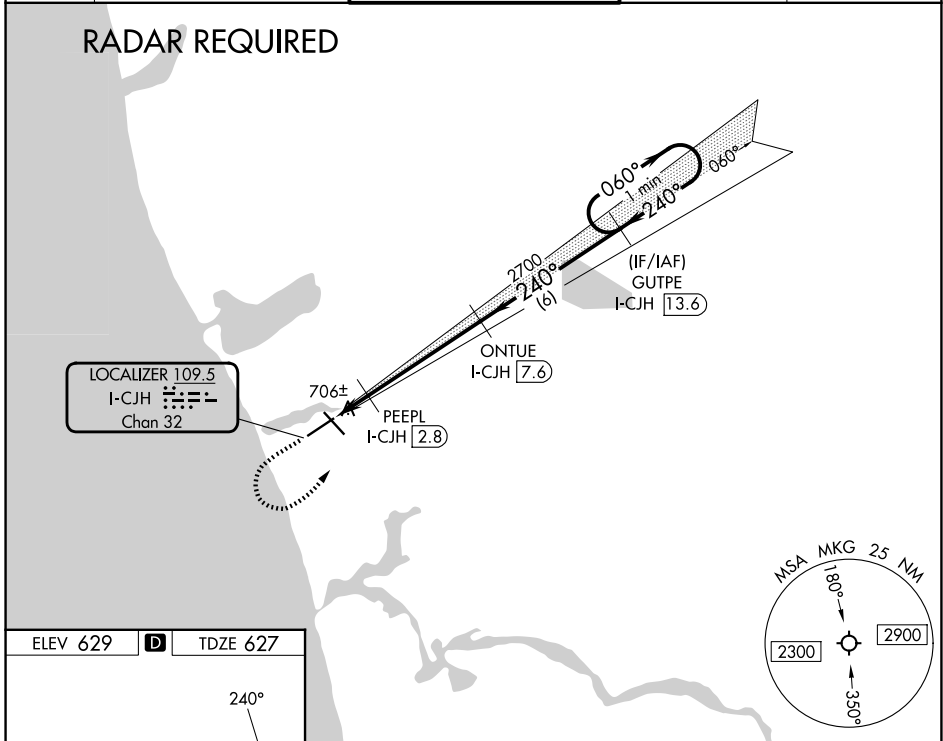 RADAR REQUIRED
060°
1 min
240°
060°
2700
240°
(6)
(IF/IAF)
GUTPE
I-CJH 13.6
ONTUE
I-CJH 7.6
LOCALIZER 109.5
I-CJH
Chan 32
706±
PEEPL
I-CJH 2.8
MSA MKG 25 NM
180°
2300
2900
350°
ELEV 629 D TDZE 627
240°